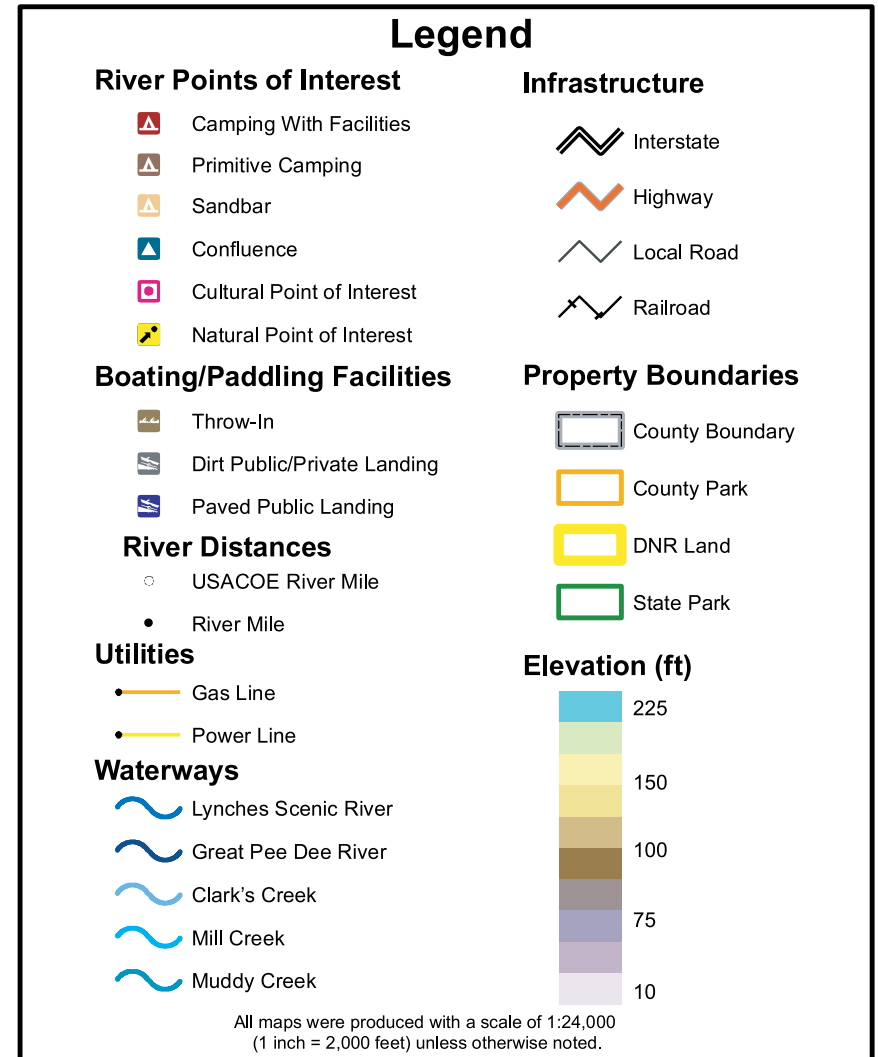 Legend
River Points of Interest
Camping With Facilities
Primitive Camping
Sandbar
Confluence
Cultural Point of Interest
Natural Point of Interest
Boating/Paddling Facilities
Throw-In
Dirt Public/Private Landing
Paved Public Landing
River Distances
USACOE River Mile
River Mile
Utilities
Gas Line
Power Line
Waterways
Lynches Scenic River
Great Pee Dee River
Clark's Creek
Mill Creek
Muddy Creek
Infrastructure
Interstate
Highway
Local Road
Railroad
Property Boundaries
County Boundary
County Park
DNR Land
State Park
Elevation (ft)
225
150
100
75
10
All maps were produced with a scale of 1:24,000
(1 inch = 2,000 feet) unless otherwise noted.